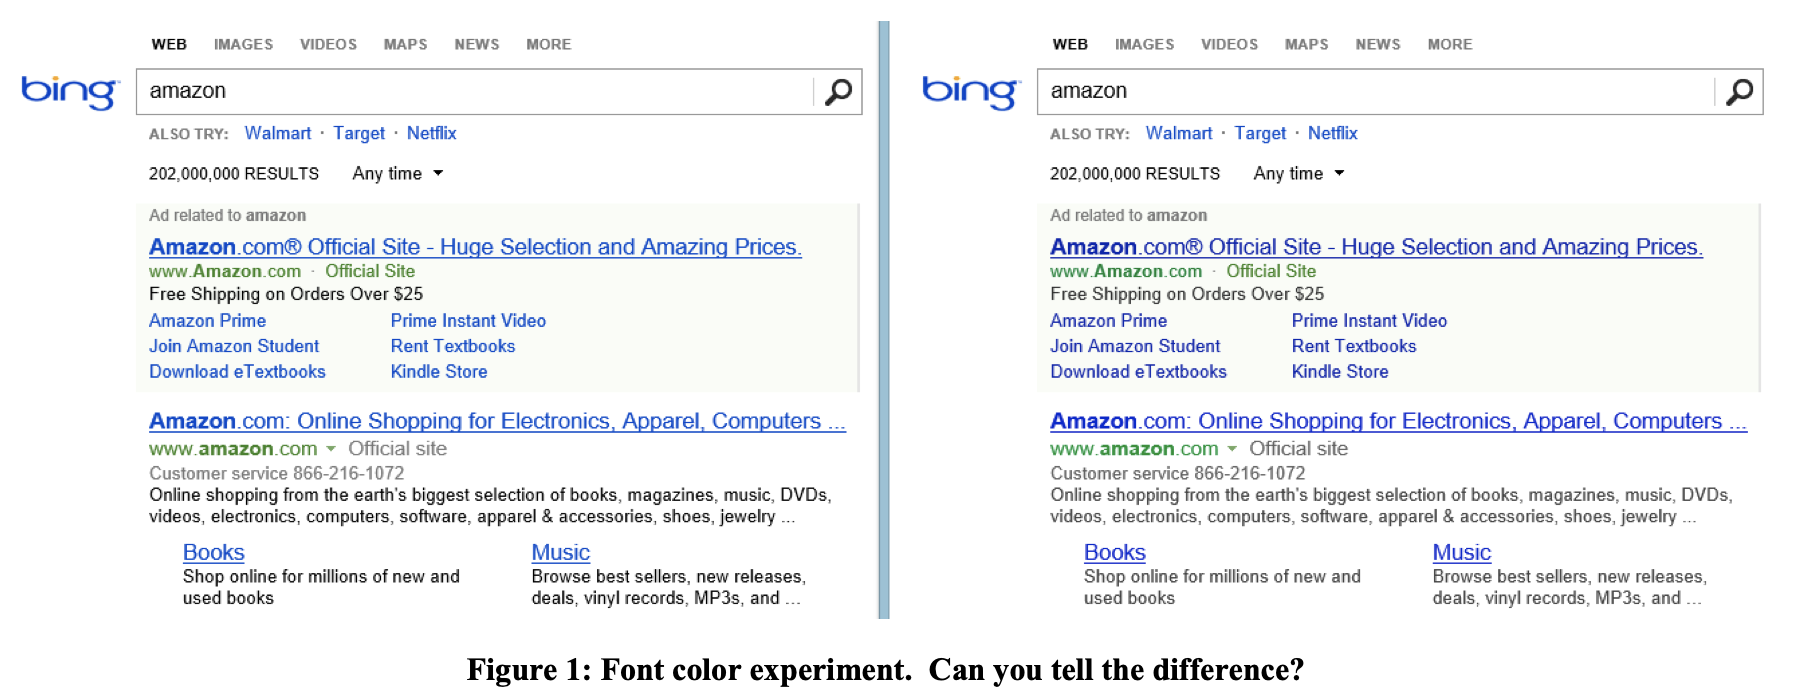 WEB IMAGES VIDEOS MAPS NEWS MORE
bing amazon
ALSO TRY: Walmart · Target · Netflix
202,000,000 RESULTS Any time
Ad related to amazon
Amazon.com® Official Site - Huge Selection and Amazing Prices.
www.Amazon.com · Official Site
Free Shipping on Orders Over $25
Amazon Prime Prime Instant Video
Join Amazon Student Rent Textbooks
Download eTextbooks Kindle Store
Amazon.com: Online Shopping for Electronics, Apparel, Computers ...
www.amazon.com Official site
Customer service 866-216-1072
Online shopping from the earth's biggest selection of books, magazines, music, DVDs,
videos, electronics, computers, software, apparel & accessories, shoes, jewelry ...
Books Music
Shop online for millions of new and Browse best sellers, new releases,
used books deals, vinyl records, MP3s, and ...
WEB IMAGES VIDEOS MAPS NEWS MORE
bing amazon
ALSO TRY: Walmart · Target · Netflix
202,000,000 RESULTS Any time
Ad related to amazon
Amazon.com® Official Site - Huge Selection and Amazing Prices.
www.Amazon.com · Official Site
Free Shipping on Orders Over $25
Amazon Prime Prime Instant Video
Join Amazon Student Rent Textbooks
Download eTextbooks Kindle Store
Amazon.com: Online Shopping for Electronics, Apparel, Computers ...
www.amazon.com Official site
Customer service 866-216-1072
Online shopping from the earth's biggest selection of books, magazines, music, DVDs,
videos, electronics, computers, software, apparel & accessories, shoes, jewelry ...
Books Music
Shop online for millions of new and Browse best sellers, new releases,
used books deals, vinyl records, MP3s, and ...
Figure 1: Font color experiment. Can you tell the difference?